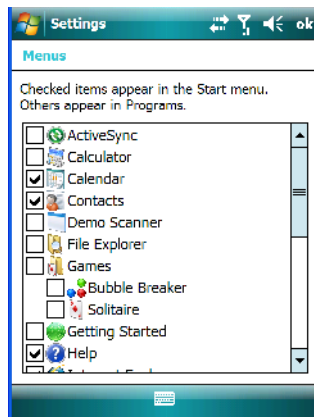 Settings
ok
Menus
Checked items appear in the Start menu.
Others appear in Programs.
ActiveSync
Calculator
Calendar
Contacts
Demo Scanner
File Explorer
Games
Bubble Breaker
Solitaire
Getting Started
Help